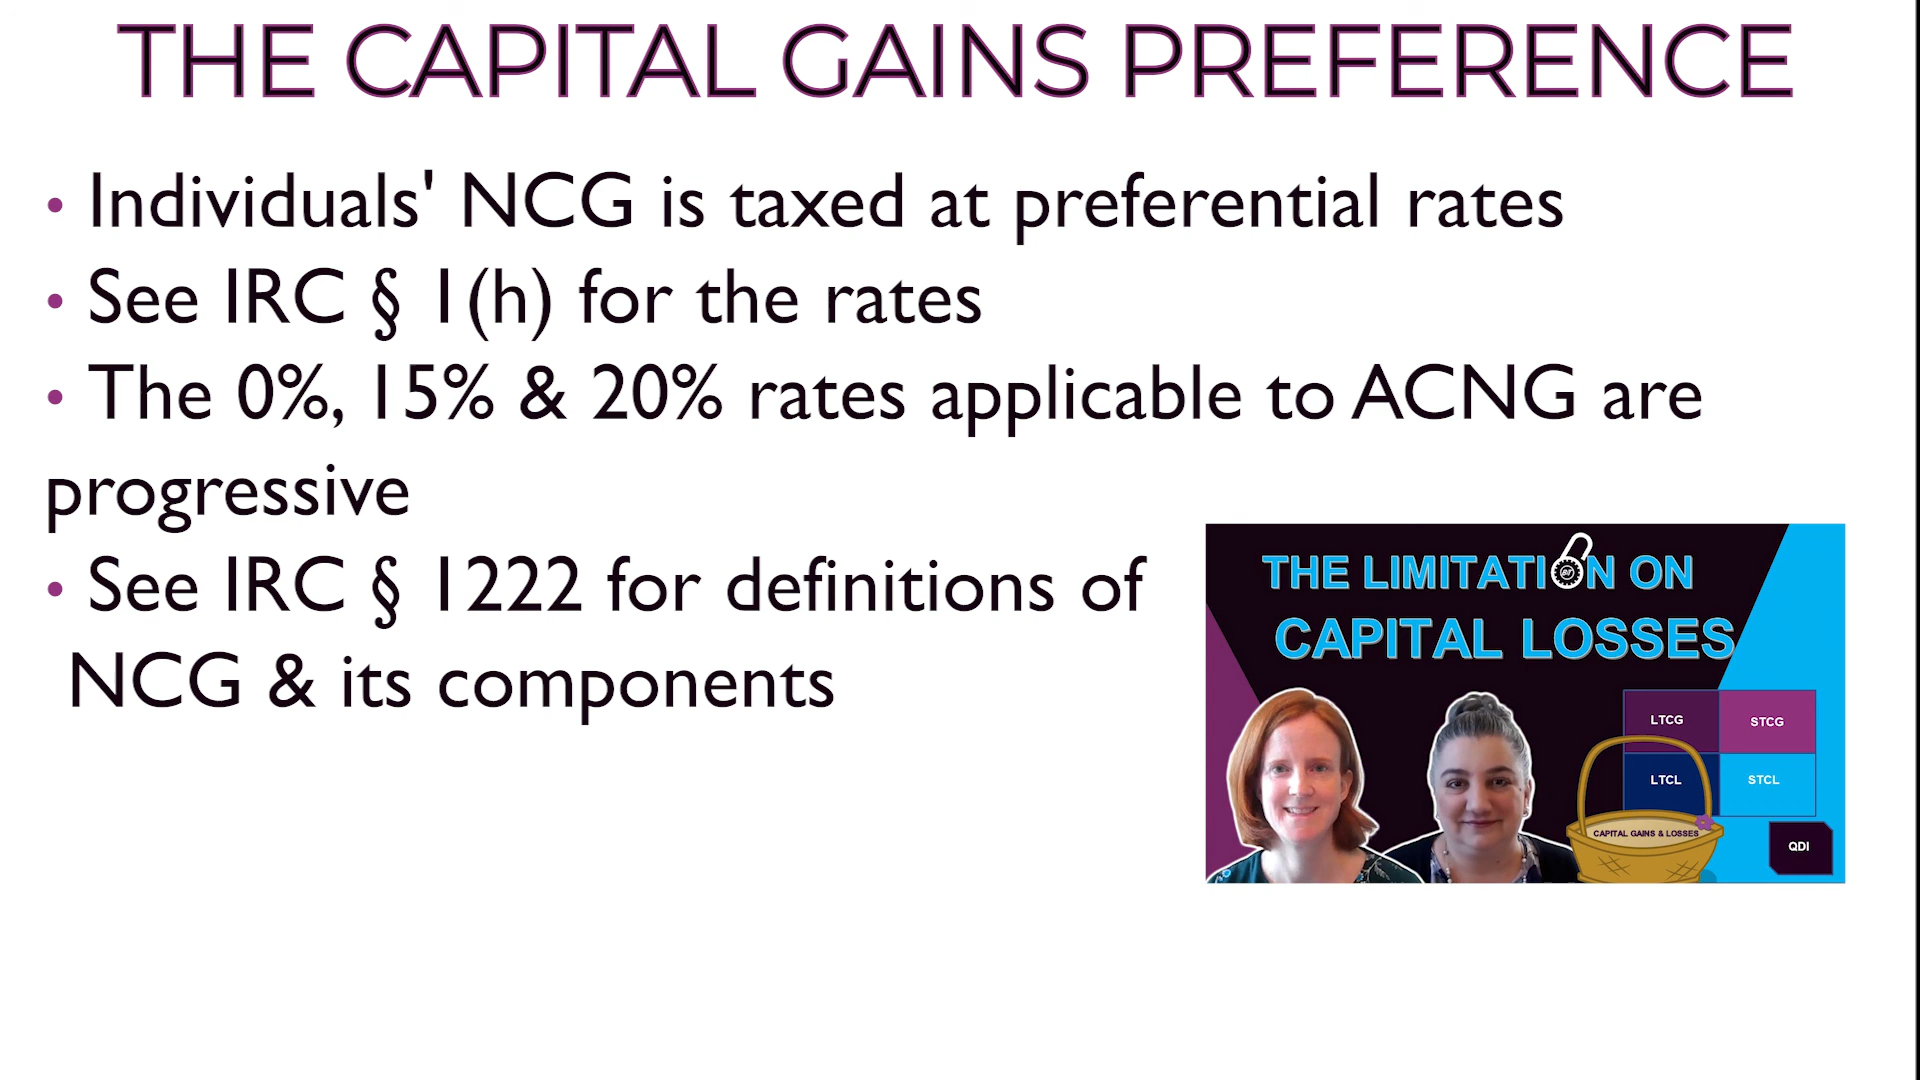 THE CAPITAL GAINS PREFERENCE
• Individuals' NCG is taxed at preferential rates
• See IRC § 1(h) for the rates
• The 0%, 15% & 20% rates applicable to ACNG are
progressive
• See IRC § 1222 for definitions of
NCG & its components
THE LIMITATION ON
CAPITAL LOSSES
LTCG
STCG
LTCL
STCL
CAPITAL GAINS & LOSSES
QDI